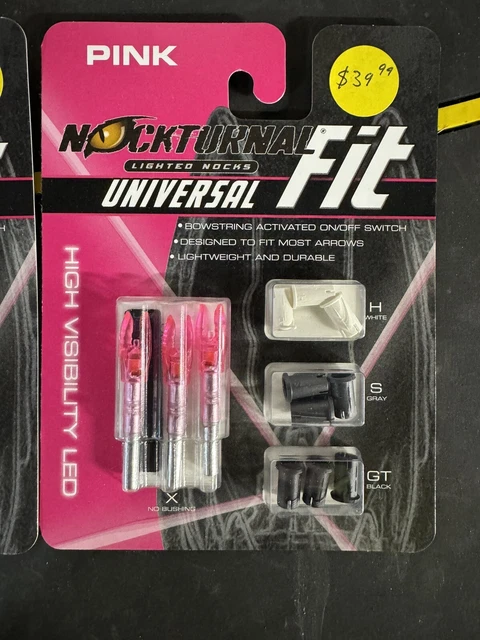 PINK
$39.99
NOCKTURNAL®
LIGHTED NOCKS
UNIVERSAL Fit
• BOWSTRING ACTIVATED ON/OFF SWITCH
• DESIGNED TO FIT MOST ARROWS
• LIGHTWEIGHT AND DURABLE
HIGH VISIBILITY LED
H
WHITE
S
GRAY
GT
BLACK
X
NO BUSHING